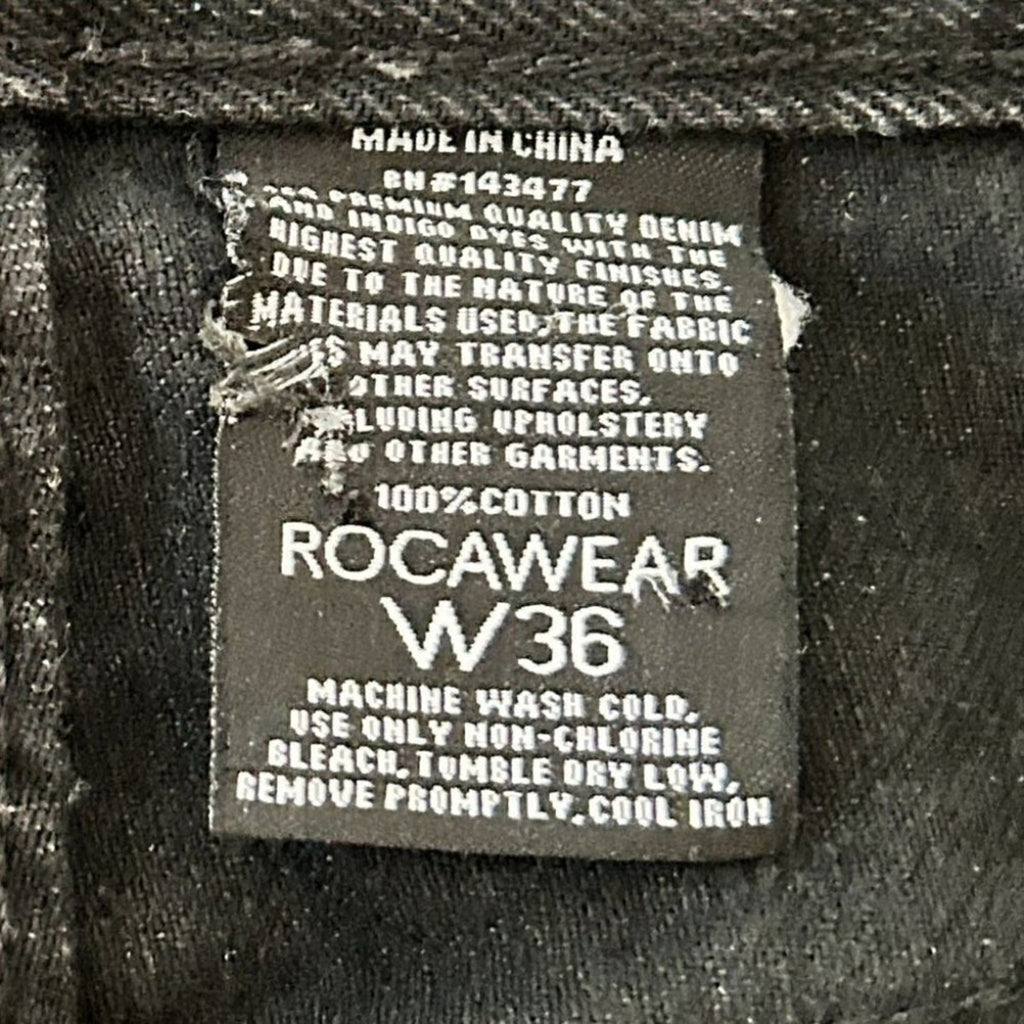 MADE IN CHINA
RN#143477
PREMIUM QUALITY DENIM
AND INDIGO DYES WITH THE
HIGHEST QUALITY FINISHES.
DUE TO THE NATURE OF THE
MATERIALS USED, THE FABRIC
MAY TRANSFER ONTO
OTHER SURFACES,
AND OTHER GARMENTS.
100%COTTON
ROCAWEAR
W36
MACHINE WASH COLD,
USE ONLY NON-CHLORINE
BLEACH, TUMBLE DRY LOW,
REMOVE PROMPTLY, COOL IRON